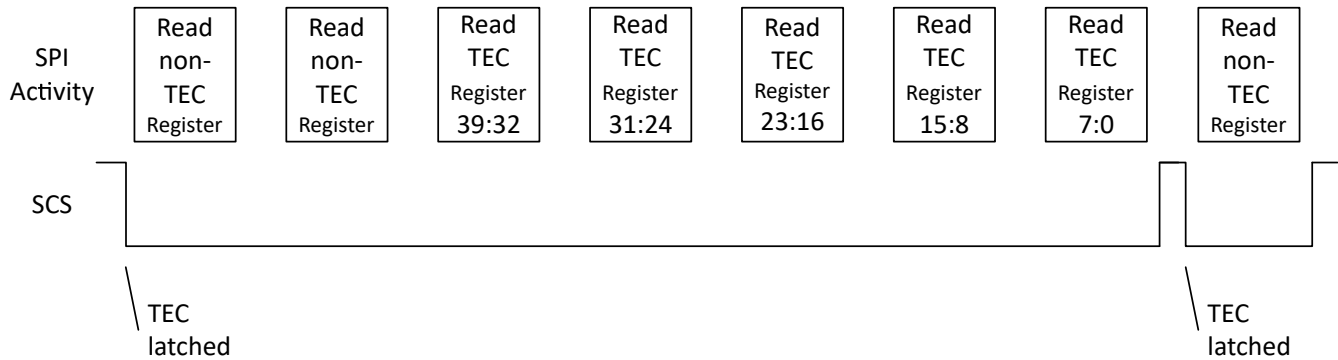 SPI
Activity
Read
non-
TEC
Register
Read
non-
TEC
Register
Read
TEC
Register
39:32
Read
TEC
Register
31:24
Read
TEC
Register
23:16
Read
TEC
Register
15:8
Read
TEC
Register
7:0
Read
non-
TEC
Register
SCS
TEC
latched
TEC
latched